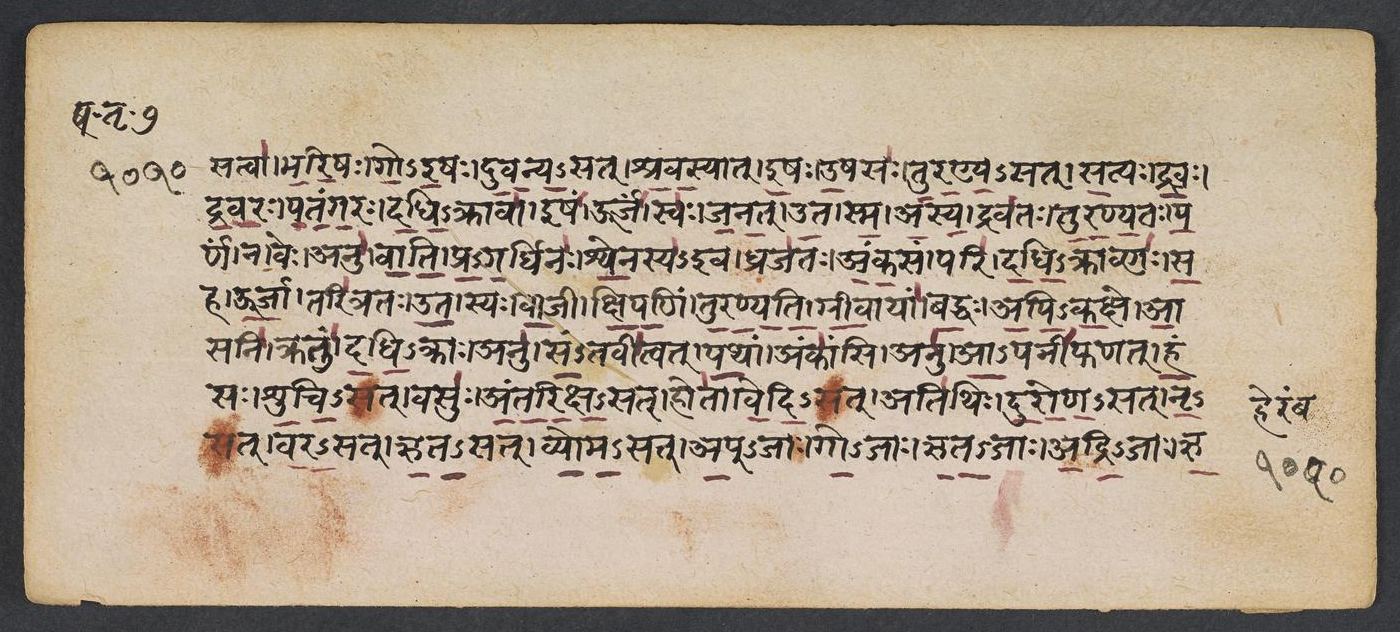 प॰तृ॰७
१०१०
सत्वा।भरिषः।गोऽइषः।दुवन्यऽसत्।श्रवस्यात्।इषः।उषसः।तुरण्यऽसत्।सत्यः।द्रवः।
द्रवरः।पतंगरः।दधिऽक्रावा।इषं।ऊर्जं।स्वः।जनत्।उत।स्म।अस्य।द्रवतः।तुरण्यतः।प
र्णं।न।वेः।अनु।वाति।प्रऽगर्धिनः।श्येनस्यऽइव।ध्रजतः।अंकसं।परि।दधिऽक्राव्णः।स
ह।ऊर्जा।तरित्रतः।उत।स्यः।वाजी।क्षिपणिं।तुरण्यति।ग्रीवायां।बद्धः।अपिऽकक्षे।आ
सनि।क्रतुं।दधिऽक्राः।अनु।संऽतवीत्वत्।पथां।अंकांसि।अनु।आऽपनीफणत्।हं
सः।शुचिऽसत्।वसुः।अंतरिक्षऽसत्।होता।वेदिऽसत्।अतिथिः।दुरोणऽसत्।नृऽ
सत्।वरऽसत्।ऋतऽसत्।व्योमऽसत्।अप्ऽजाः।गोऽजाः।ऋतऽजाः।अद्रिऽजाः।ऋ
हेरंब
१०१०